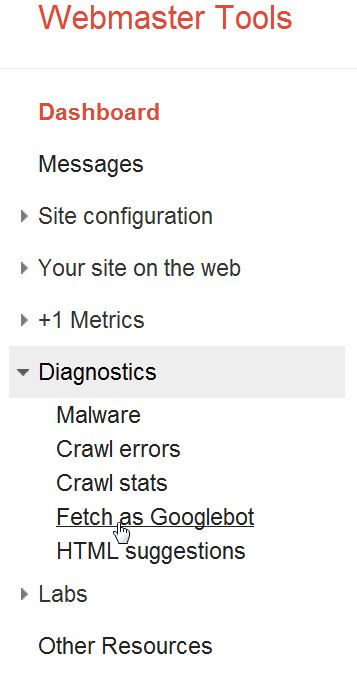 Webmaster Tools
Dashboard
Messages
Site configuration
Your site on the web
+1 Metrics
Diagnostics
Malware
Crawl errors
Crawl stats
Fetch as Googlebot
HTML suggestions
Labs
Other Resources